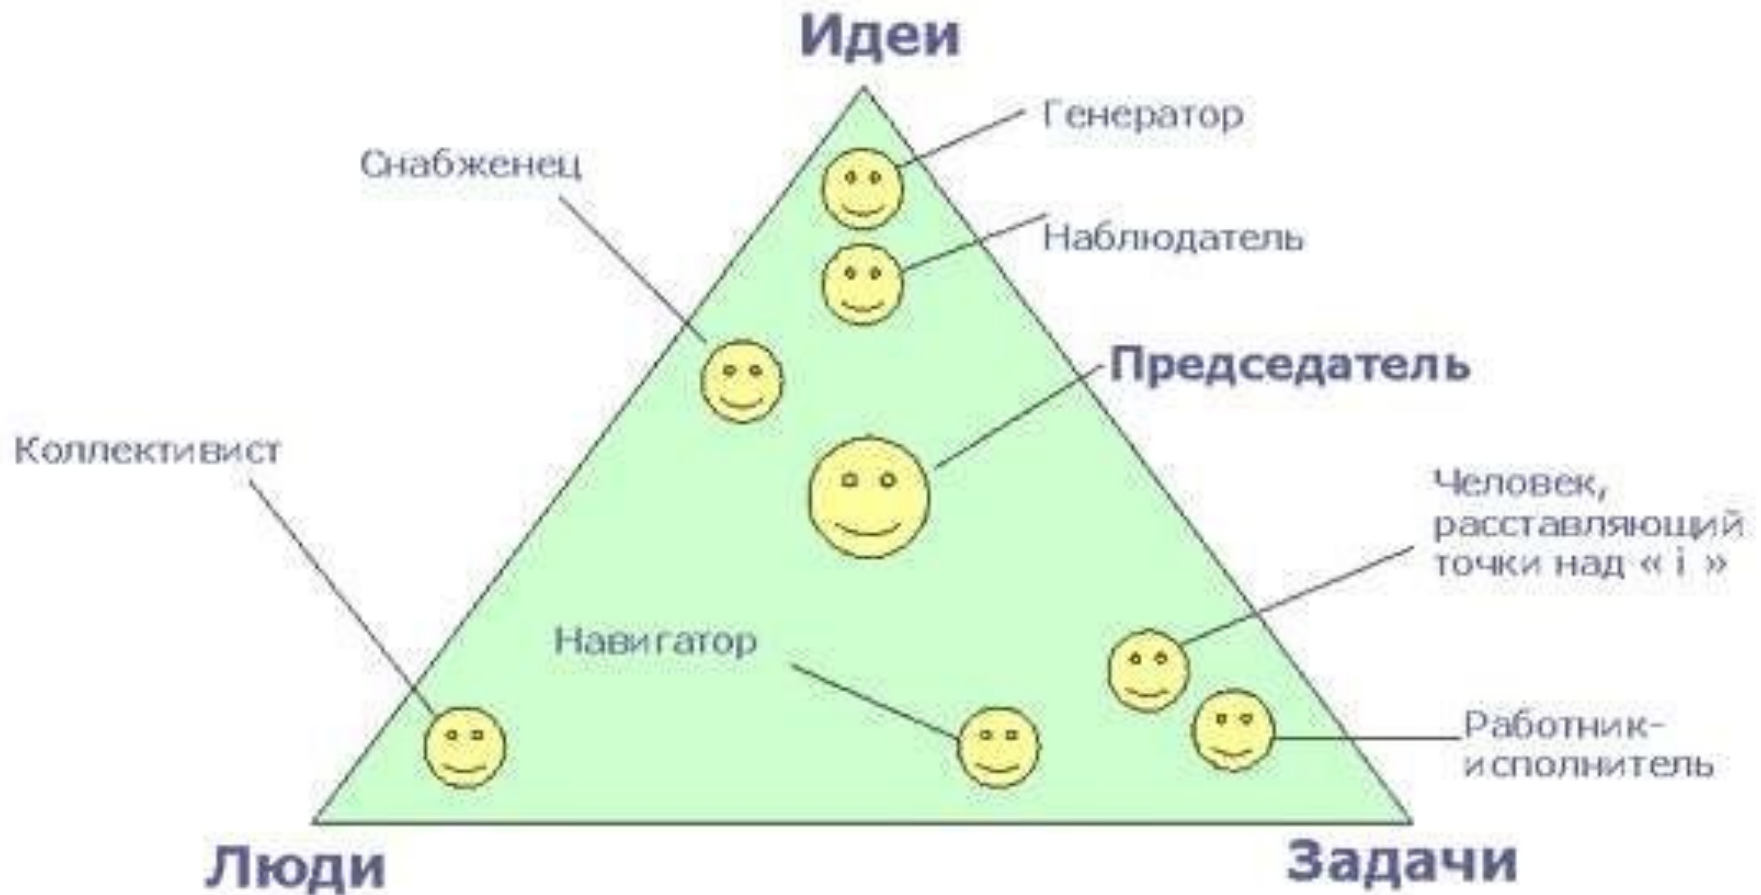 Идеи
Генератор
Снабженец
Наблюдатель
Председатель
Коллективист
Человек,
расставляющий
точки над « i »
Навигатор
Работник-
исполнитель
Люди
Задачи